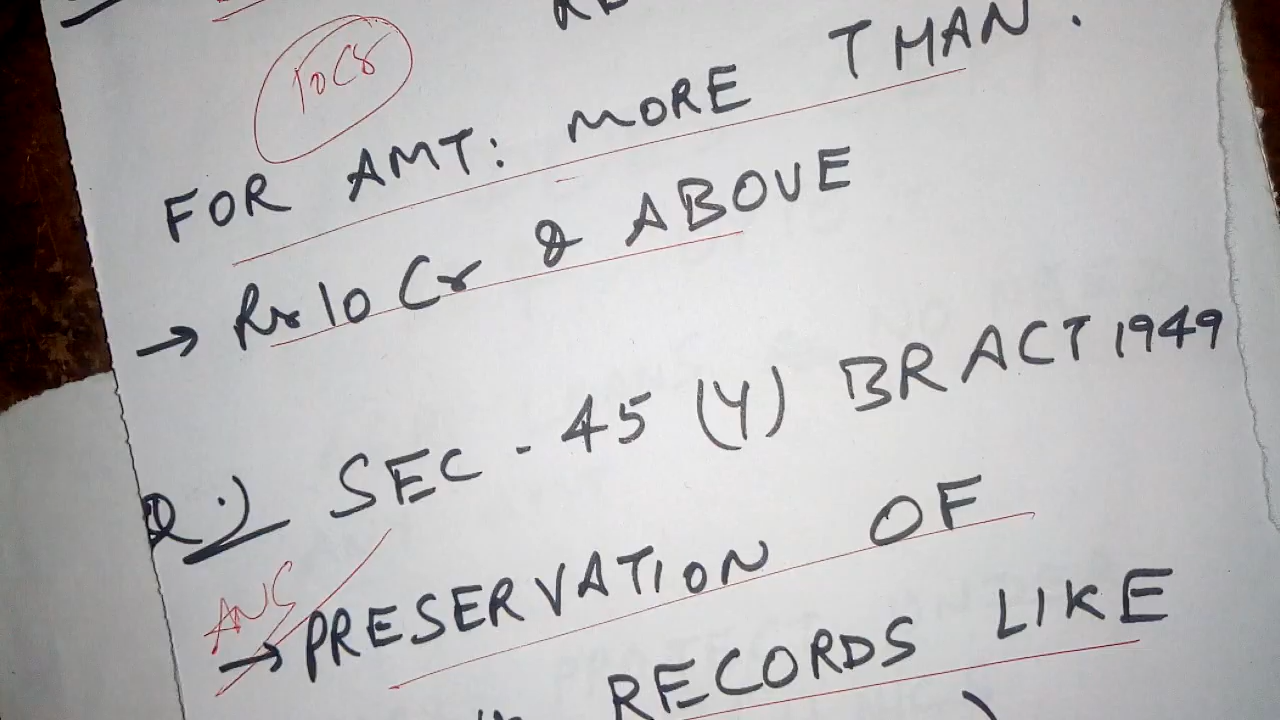 10 Cr
FOR AMT: MORE THAN.
→ Rs 10 Cr & ABOVE
Q.) SEC - 45 (Y) BR ACT 1949
ANS
→ PRESERVATION OF
RECORDS LIKE